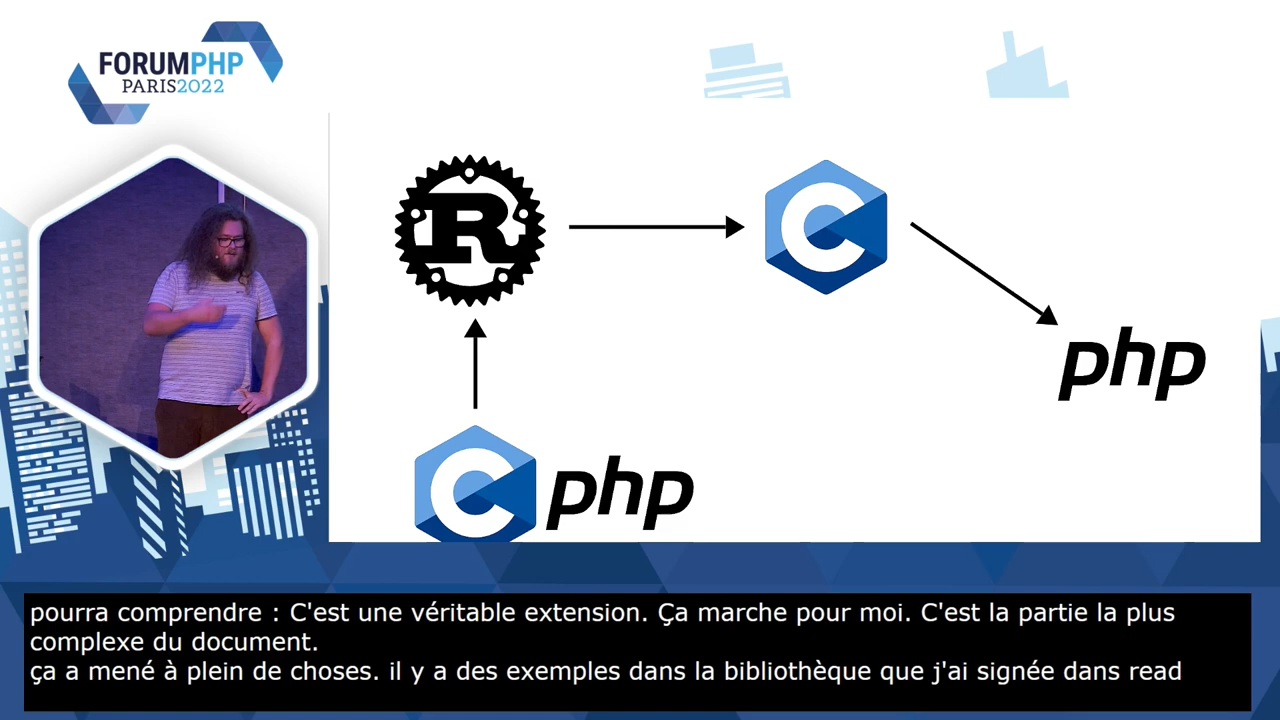 FORUMPHP
PARIS2022
R
C
php
C
php
pourra comprendre : C'est une véritable extension. Ça marche pour moi. C'est la partie la plus
complexe du document.
ça a mené à plein de choses. il y a des exemples dans la bibliothèque que j'ai signée dans read